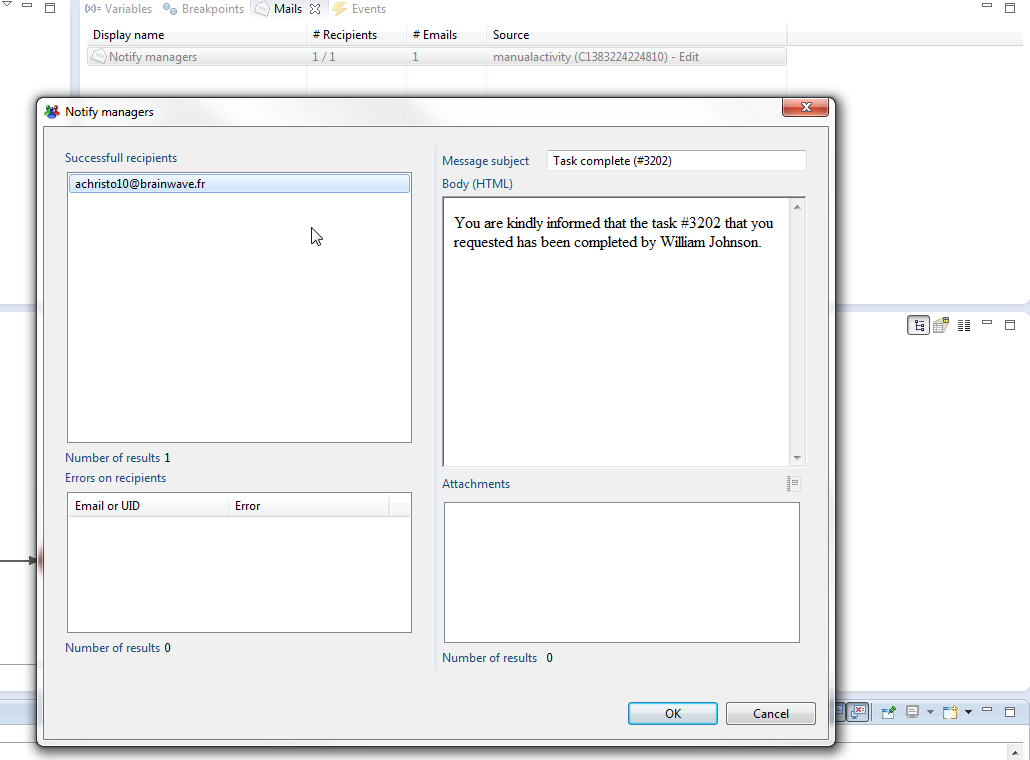 (x)= Variables Breakpoints Mails Events
Display name # Recipients # Emails Source
Notify managers 1 / 1 1 manualactivity (C1383224224810) - Edit
Notify managers
Successfull recipients
achristo10@brainwave.fr
Number of results 1
Errors on recipients
Email or UID Error
Number of results 0
Message subject Task complete (#3202)
Body (HTML)
You are kindly informed that the task #3202 that you
requested has been completed by William Johnson.
Attachments
Number of results 0
OK Cancel